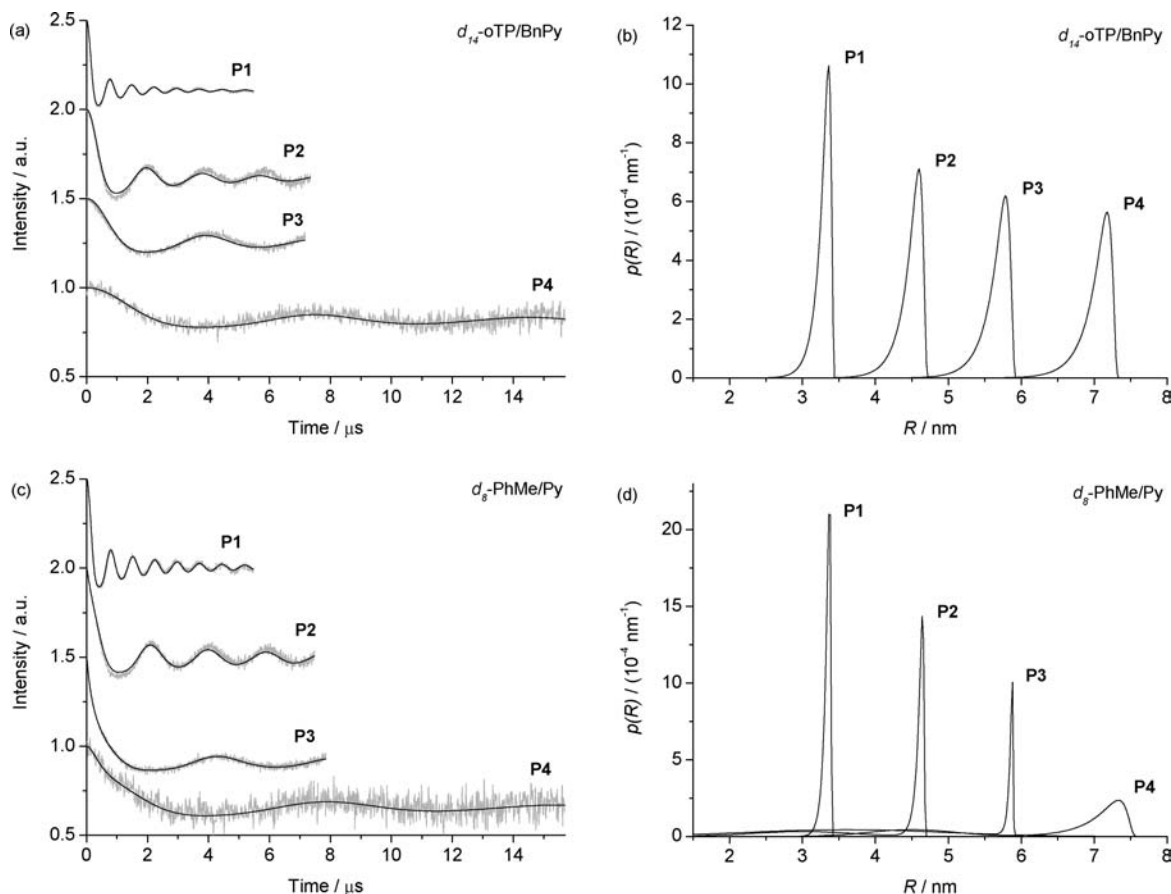 (a)
d14-oTP/BnPy
2.5
2.0
1.5
1.0
0.5
Intensity / a.u.
P1
P2
P3
P4
0 2 4 6 8 10 12 14
Time / μs
(b)
d14-oTP/BnPy
12
10
8
6
4
2
0
p(R) / (10⁻⁴ nm⁻¹)
P1
P2
P3
P4
2 3 4 5 6 7 8
R / nm
(c)
d8-PhMe/Py
2.5
2.0
1.5
1.0
0.5
Intensity / a.u.
P1
P2
P3
P4
0 2 4 6 8 10 12 14
Time / μs
(d)
d8-PhMe/Py
20
15
10
5
0
p(R) / (10⁻⁴ nm⁻¹)
P1
P2
P3
P4
2 3 4 5 6 7 8
R / nm